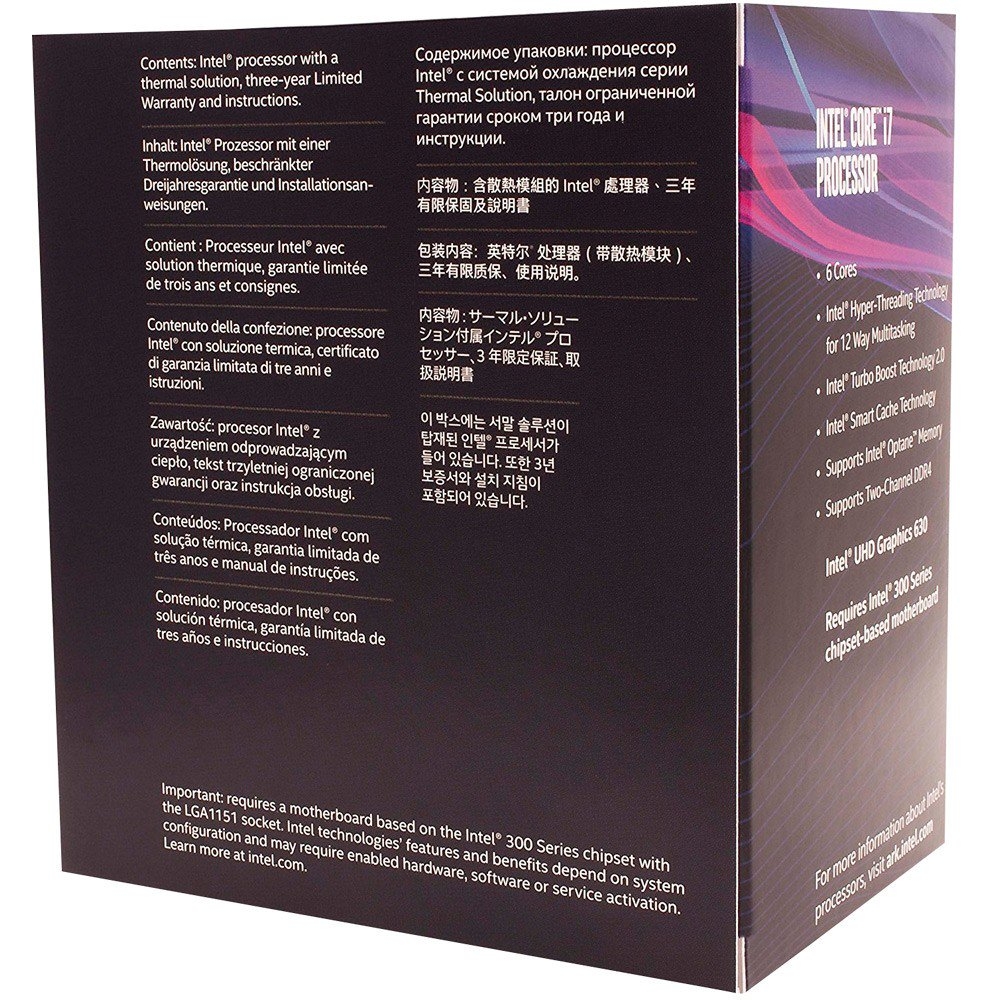 Contents: Intel® processor with a
thermal solution, three-year Limited
Warranty and instructions.
Inhalt: Intel® Prozessor mit einer
Thermolösung, beschränkter
Dreijahresgarantie und Installationsan-
weisungen.
Contient : Processeur Intel® avec
solution thermique, garantie limitée
de trois ans et consignes.
Contenuto della confezione: processore
Intel® con soluzione termica, certificato
di garanzia limitata di tre anni e
istruzioni.
Zawartość: procesor Intel® z
urządzeniem odprowadzającym
ciepło, tekst trzyletniej ograniczonej
gwarancji oraz instrukcja obsługi.
Conteúdos: Processador Intel® com
solução térmica, garantia limitada de
três anos e manual de instruções.
Contenido: procesador Intel® con
solución térmica, garantía limitada de
tres años e instrucciones.
Содержимое упаковки: процессор
Intel® с системой охлаждения серии
Thermal Solution, талон ограниченной
гарантии сроком три года и
инструкции.
內容物：含散熱模組的 Intel® 處理器、三年
有限保固及說明書
包装内容: 英特尔® 处理器 ( 带散热模块 ) 、
三年有限质保、使用说明。
内容物 : サーマル・ソリュー
ション付属インテル® プロ
セッサー、3 年限定保証、取
扱説明書
이 박스에는 서말 솔루션이
탑재된 인텔® 프로세서가
들어 있습니다. 또한 3년
보증서와 설치 지침이
포함되어 있습니다.
Important: requires a motherboard based on the Intel® 300 Series chipset with
the LGA1151 socket. Intel technologies' features and benefits depend on system
configuration and may require enabled hardware, software or service activation.
Learn more at intel.com.
INTEL® CORE™ i7
PROCESSOR
• 6 Cores
• Intel® Hyper-Threading Technology
for 12 Way Multitasking
• Intel® Turbo Boost Technology 2.0
• Intel® Smart Cache Technology
• Supports Intel® Optane™ Memory
• Supports Two-Channel DDR4
Intel® UHD Graphics 630
Requires Intel® 300 Series
chipset-based motherboard
For more information about Intel's
processors, visit ark.intel.com